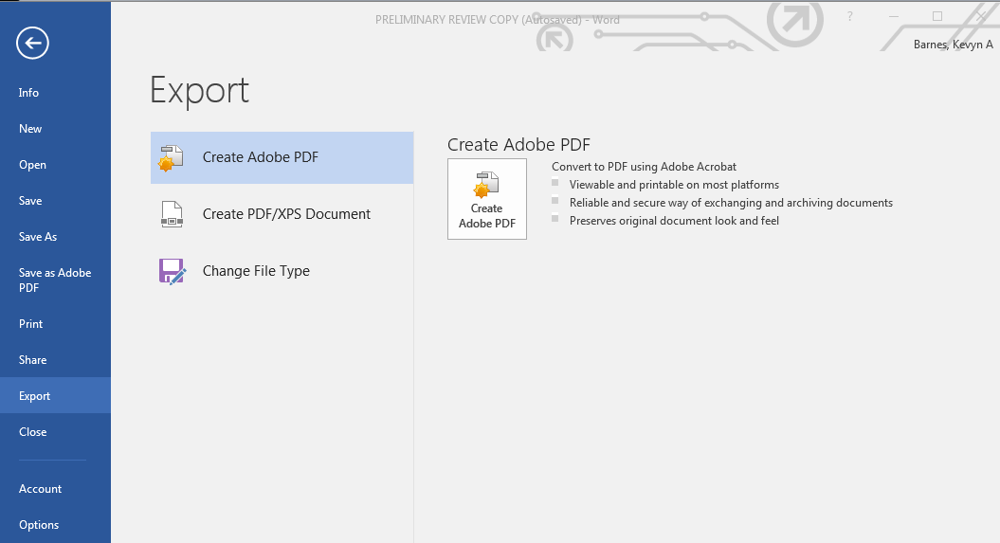 PRELIMINARY REVIEW COPY (Autosaved) - Word
?
Barnes, Kevyn A
Info
New
Open
Save
Save As
Save as Adobe
PDF
Print
Share
Export
Close
Account
Options
Export
Create Adobe PDF
Create PDF/XPS Document
Change File Type
Create Adobe PDF
Create
Adobe PDF
Convert to PDF using Adobe Acrobat
Viewable and printable on most platforms
Reliable and secure way of exchanging and archiving documents
Preserves original document look and feel